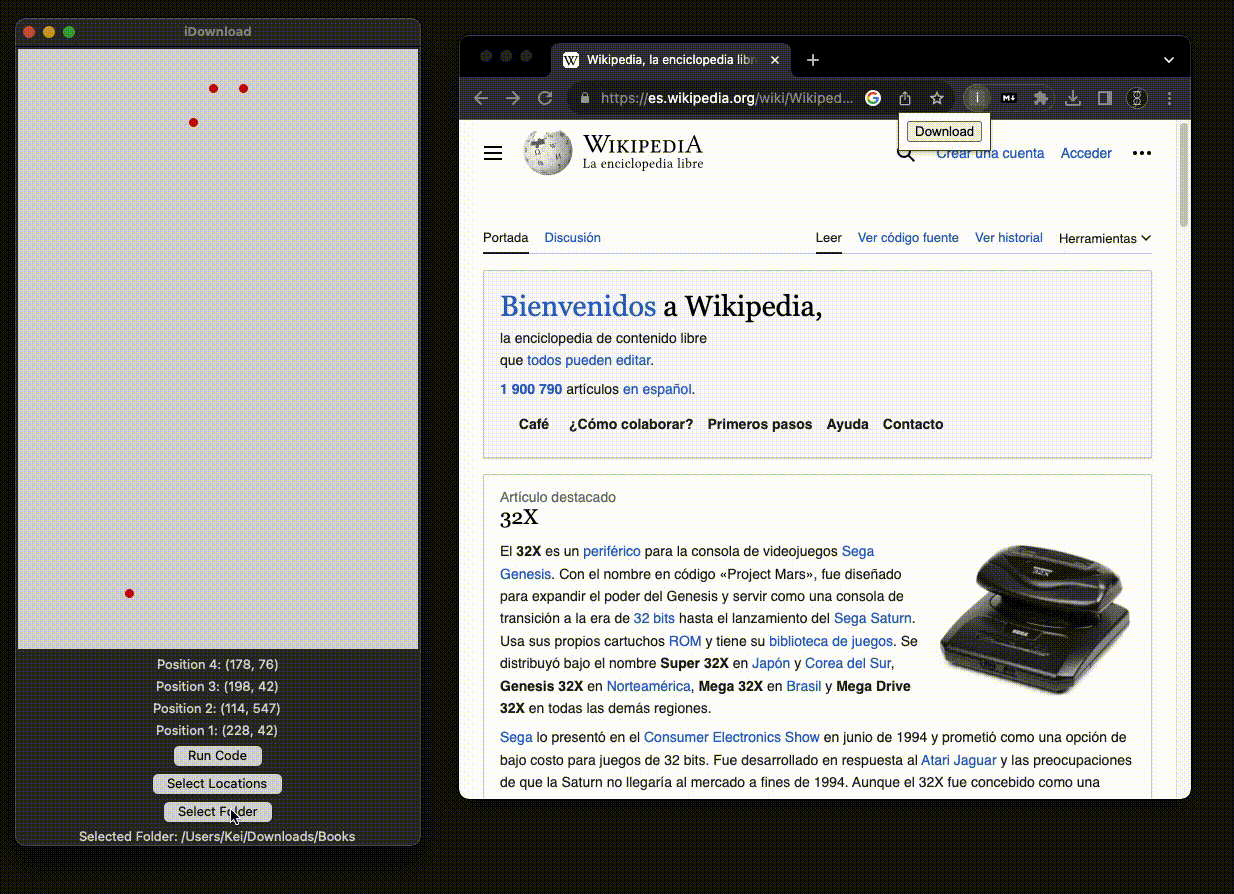 iDownload
Position 4: (178, 76)
Position 3: (198, 42)
Position 2: (114, 547)
Position 1: (228, 42)
Run Code
Select Locations
Select Folder
Selected Folder: /Users/Kei/Downloads/Books
W Wikipedia, la enciclopedia libr
https://es.wikipedia.org/wiki/Wikiped...
Download
WIKIPEDIA
La enciclopedia libre
Crear una cuenta Acceder
Portada Discusión Leer Ver código fuente Ver historial Herramientas
Bienvenidos a Wikipedia,
la enciclopedia de contenido libre
que todos pueden editar.
1 900 790 artículos en español.
Café ¿Cómo colaborar? Primeros pasos Ayuda Contacto
Artículo destacado
32X
El 32X es un periférico para la consola de videojuegos Sega
Genesis. Con el nombre en código «Project Mars», fue diseñado
para expandir el poder del Genesis y servir como una consola de
transición a la era de 32 bits hasta el lanzamiento del Sega Saturn.
Usa sus propios cartuchos ROM y tiene su biblioteca de juegos. Se
distribuyó bajo el nombre Super 32X en Japón y Corea del Sur,
Genesis 32X en Norteamérica, Mega 32X en Brasil y Mega Drive
32X en todas las demás regiones.
Sega lo presentó en el Consumer Electronics Show en junio de 1994 y prometió como una opción de
bajo costo para juegos de 32 bits. Fue desarrollado en respuesta al Atari Jaguar y las preocupaciones
de que la Saturn no llegaría al mercado a fines de 1994. Aunque el 32X fue concebido como una